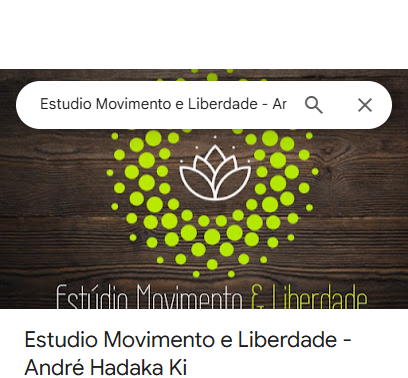 Estudio Movimento e Liberdade - Ar
Estúdio Movimento & Liberdade
Estudio Movimento e Liberdade -
André Hadaka Ki